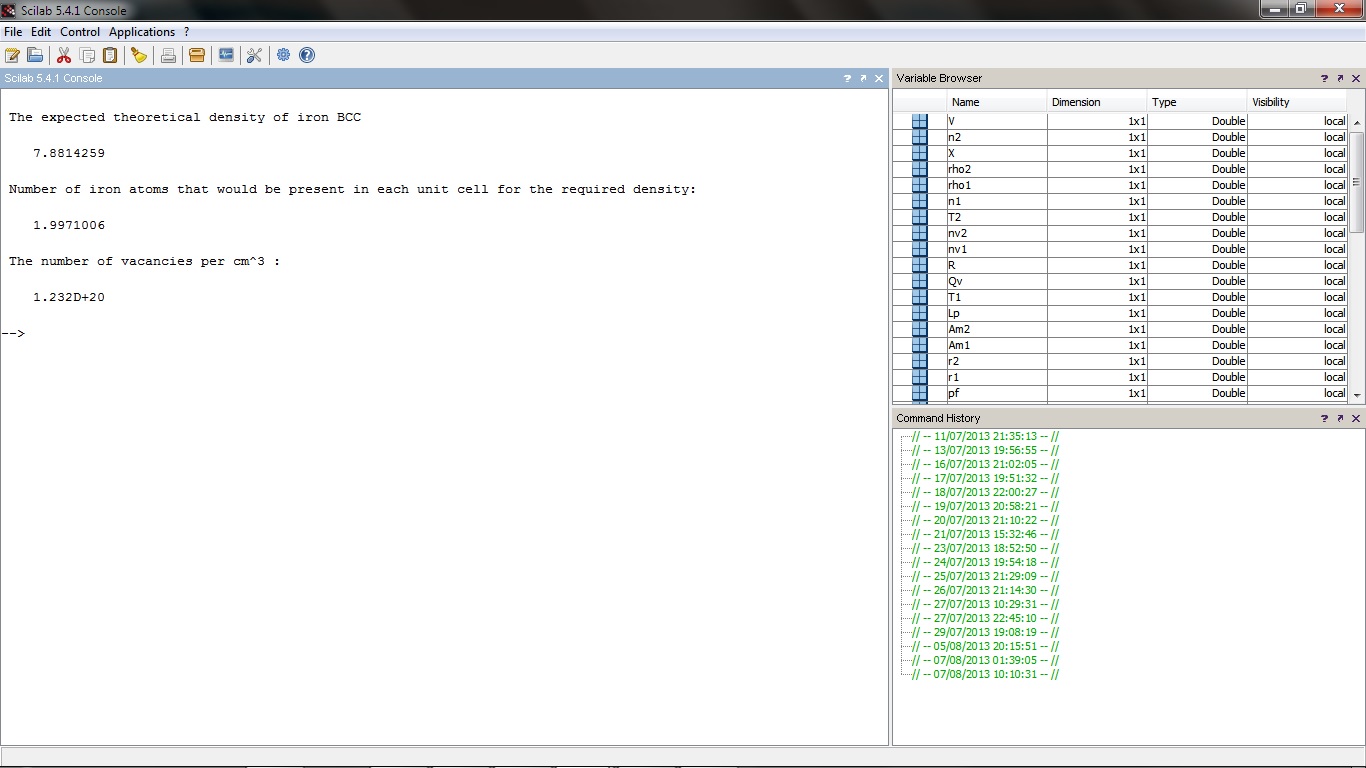 Scilab 5.4.1 Console
File Edit Control Applications ?
Scilab 5.4.1 Console
The expected theoretical density of iron BCC
7.8814259
Number of iron atoms that would be present in each unit cell for the required density:
1.9971006
The number of vacancies per cm^3 :
1.232D+20
-->
Variable Browser
Name Dimension Type Visibility
V 1x1 Double local
n2 1x1 Double local
X 1x1 Double local
rho2 1x1 Double local
rho1 1x1 Double local
n1 1x1 Double local
T2 1x1 Double local
nv2 1x1 Double local
nv1 1x1 Double local
R 1x1 Double local
Qv 1x1 Double local
T1 1x1 Double local
Lp 1x1 Double local
Am2 1x1 Double local
Am1 1x1 Double local
r2 1x1 Double local
r1 1x1 Double local
pf 1x1 Double local
Command History
// -- 11/07/2013 21:35:13 -- //
// -- 13/07/2013 19:56:55 -- //
// -- 16/07/2013 21:02:05 -- //
// -- 17/07/2013 19:51:32 -- //
// -- 18/07/2013 22:00:27 -- //
// -- 19/07/2013 20:58:21 -- //
// -- 20/07/2013 21:10:22 -- //
// -- 21/07/2013 15:32:46 -- //
// -- 23/07/2013 18:52:50 -- //
// -- 24/07/2013 19:54:18 -- //
// -- 25/07/2013 21:29:09 -- //
// -- 26/07/2013 21:14:30 -- //
// -- 27/07/2013 10:29:31 -- //
// -- 27/07/2013 22:45:10 -- //
// -- 29/07/2013 19:08:19 -- //
// -- 05/08/2013 20:15:51 -- //
// -- 07/08/2013 01:39:05 -- //
// -- 07/08/2013 10:10:31 -- //